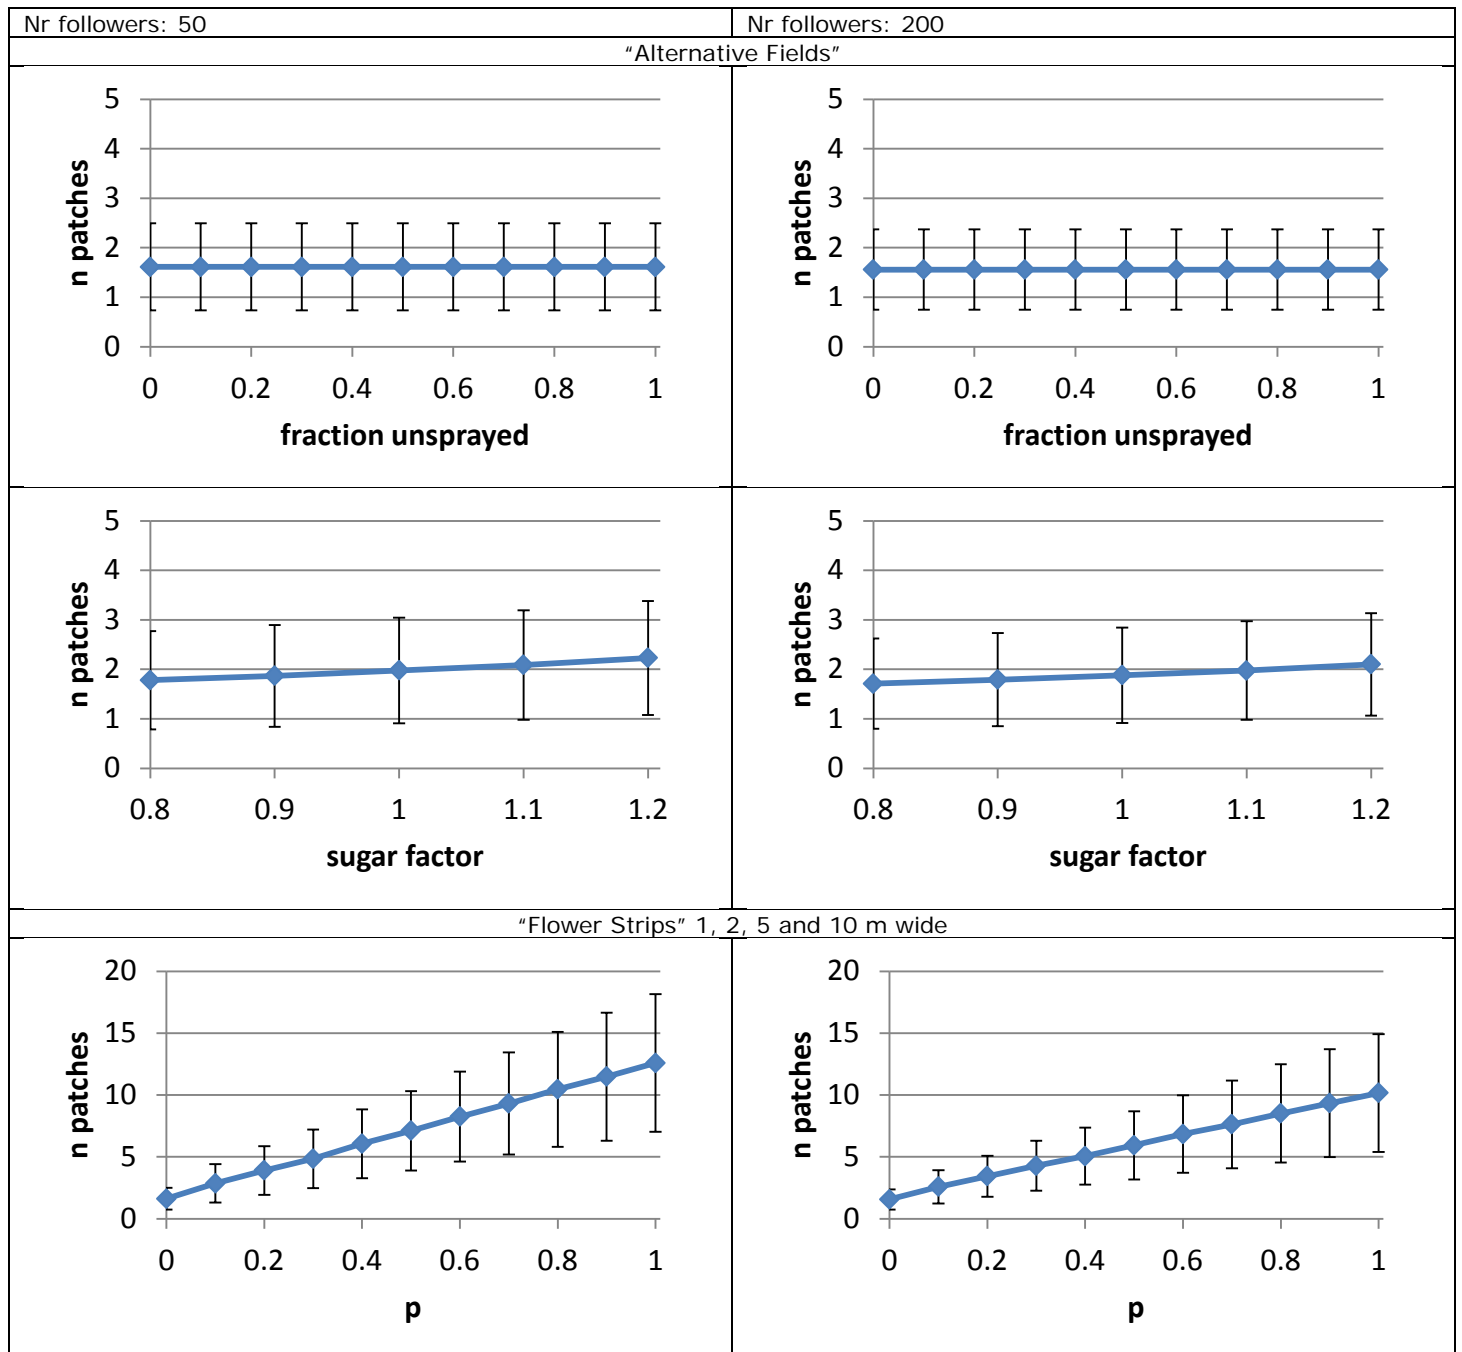 Nr followers: 50
Nr followers: 200
"Alternative Fields"
5
4
3
2
1
0
n patches
0 0.2 0.4 0.6 0.8 1
fraction unsprayed
5
4
3
2
1
0
n patches
0 0.2 0.4 0.6 0.8 1
fraction unsprayed
5
4
3
2
1
0
n patches
0.8 0.9 1 1.1 1.2
sugar factor
5
4
3
2
1
0
n patches
0.8 0.9 1 1.1 1.2
sugar factor
"Flower Strips" 1, 2, 5 and 10 m wide
20
15
10
5
0
n patches
0 0.2 0.4 0.6 0.8 1
p
20
15
10
5
0
n patches
0 0.2 0.4 0.6 0.8 1
p